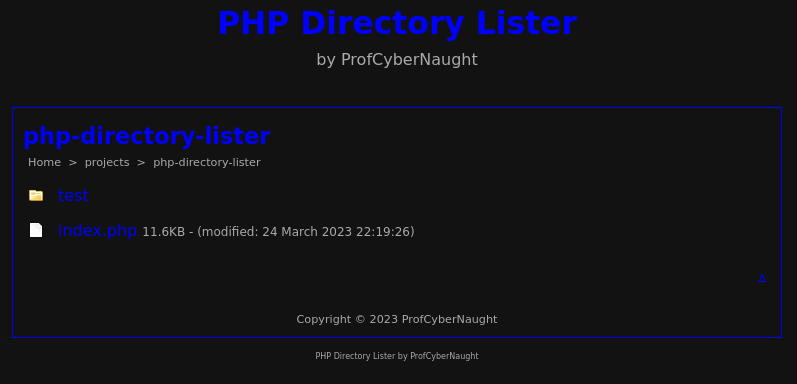 PHP Directory Lister
by ProfCyberNaught
php-directory-lister
Home > projects > php-directory-lister
test
index.php 11.6KB - (modified: 24 March 2023 22:19:26)
^
Copyright © 2023 ProfCyberNaught
PHP Directory Lister by ProfCyberNaught